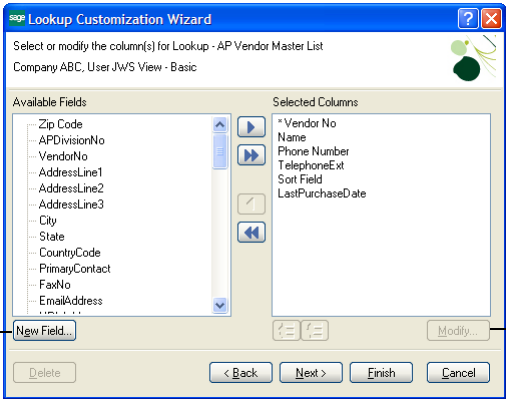 sage Lookup Customization Wizard
Select or modify the column(s) for Lookup - AP Vendor Master List
Company ABC, User JWS View - Basic
Available Fields
Zip Code
APDivisionNo
VendorNo
AddressLine1
AddressLine2
AddressLine3
City
State
CountryCode
PrimaryContact
FaxNo
EmailAddress
Selected Columns
* Vendor No
Name
Phone Number
TelephoneExt
Sort Field
LastPurchaseDate
New Field...
Modify...
Delete
< Back
Next >
Finish
Cancel